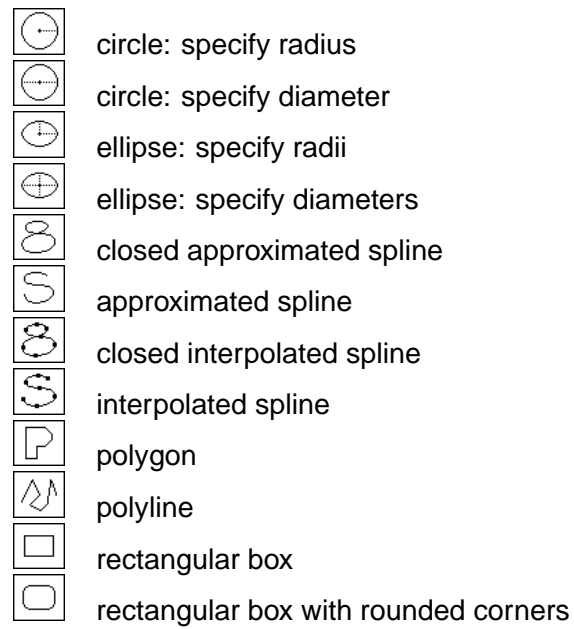 circle: specify radius
circle: specify diameter
ellipse: specify radii
ellipse: specify diameters
closed approximated spline
approximated spline
closed interpolated spline
interpolated spline
polygon
polyline
rectangular box
rectangular box with rounded corners